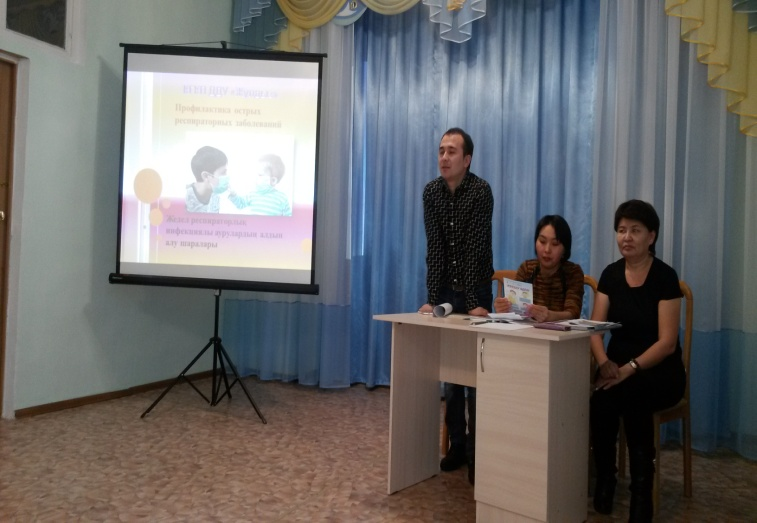 Профилактика острых
респираторных заболеваний
Жедел респираторлық
инфекциялы аурулардың алдын
алу шаралары